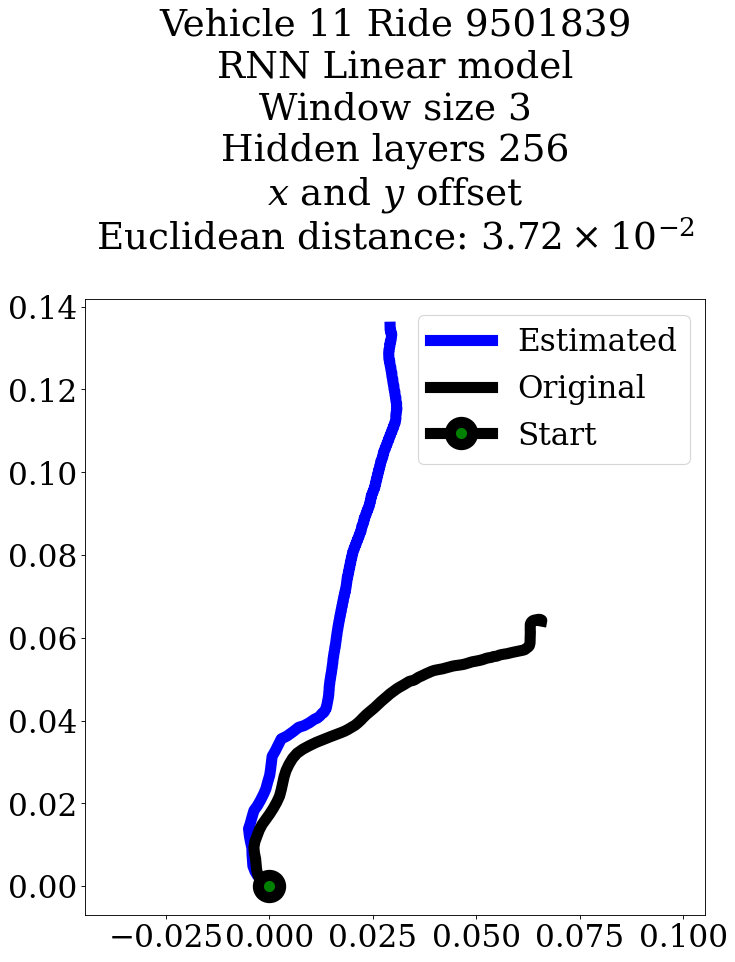 Vehicle 11 Ride 9501839
RNN Linear model
Window size 3
Hidden layers 256
x and y offset
Euclidean distance: 3.72 × 10⁻²
0.14
0.12
0.10
0.08
0.06
0.04
0.02
0.00
Estimated
Original
Start
−0.025 0.000 0.025 0.050 0.075 0.100